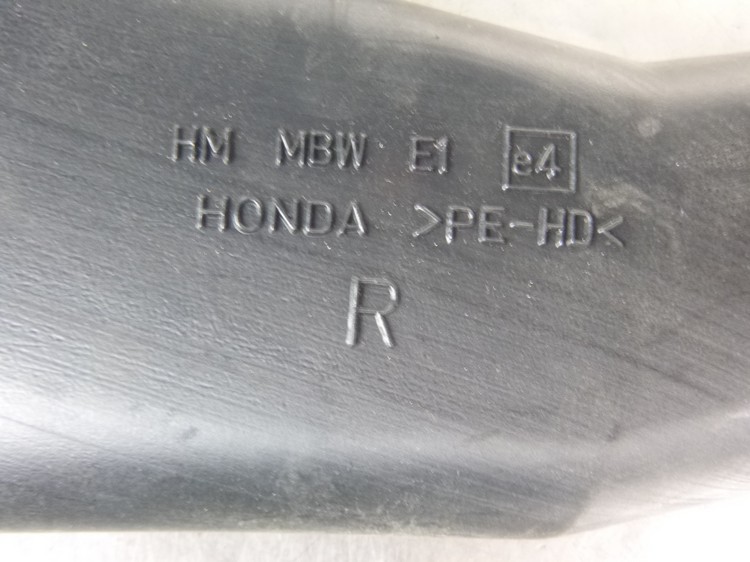 HM MBW E1 e4
HONDA >PE-HD<
R